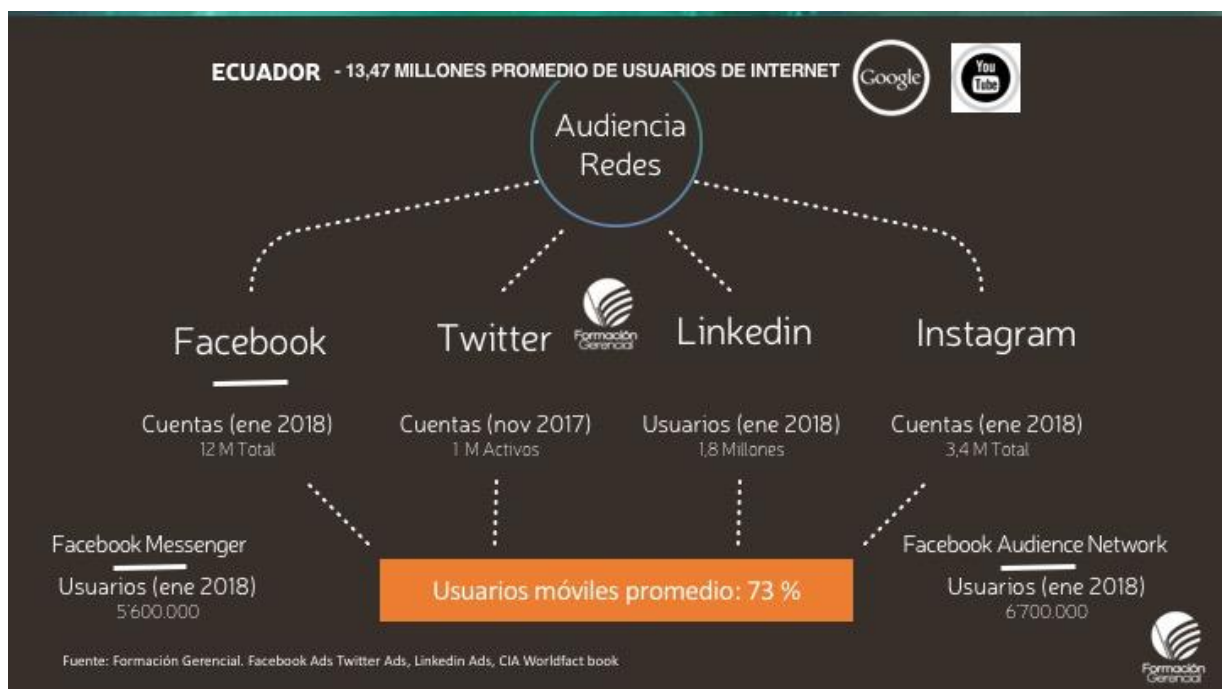 ECUADOR - 13,47 MILLONES PROMEDIO DE USUARIOS DE INTERNET
Google
You
Tube
Audiencia
Redes
Facebook
Twitter
Formación
Gerencial
Linkedin
Instagram
Cuentas (ene 2018)
12 M Total
Cuentas (nov 2017)
1 M Activos
Usuarios (ene 2018)
1,8 Millones
Cuentas (ene 2018)
3,4 M Total
Facebook Messenger
Usuarios (ene 2018)
5'600.000
Usuarios móviles promedio: 73 %
Facebook Audience Network
Usuarios (ene 2018)
6'700.000
Fuente: Formación Gerencial. Facebook Ads Twitter Ads, Linkedin Ads, CIA Worldfact book
Formación
Gerencial